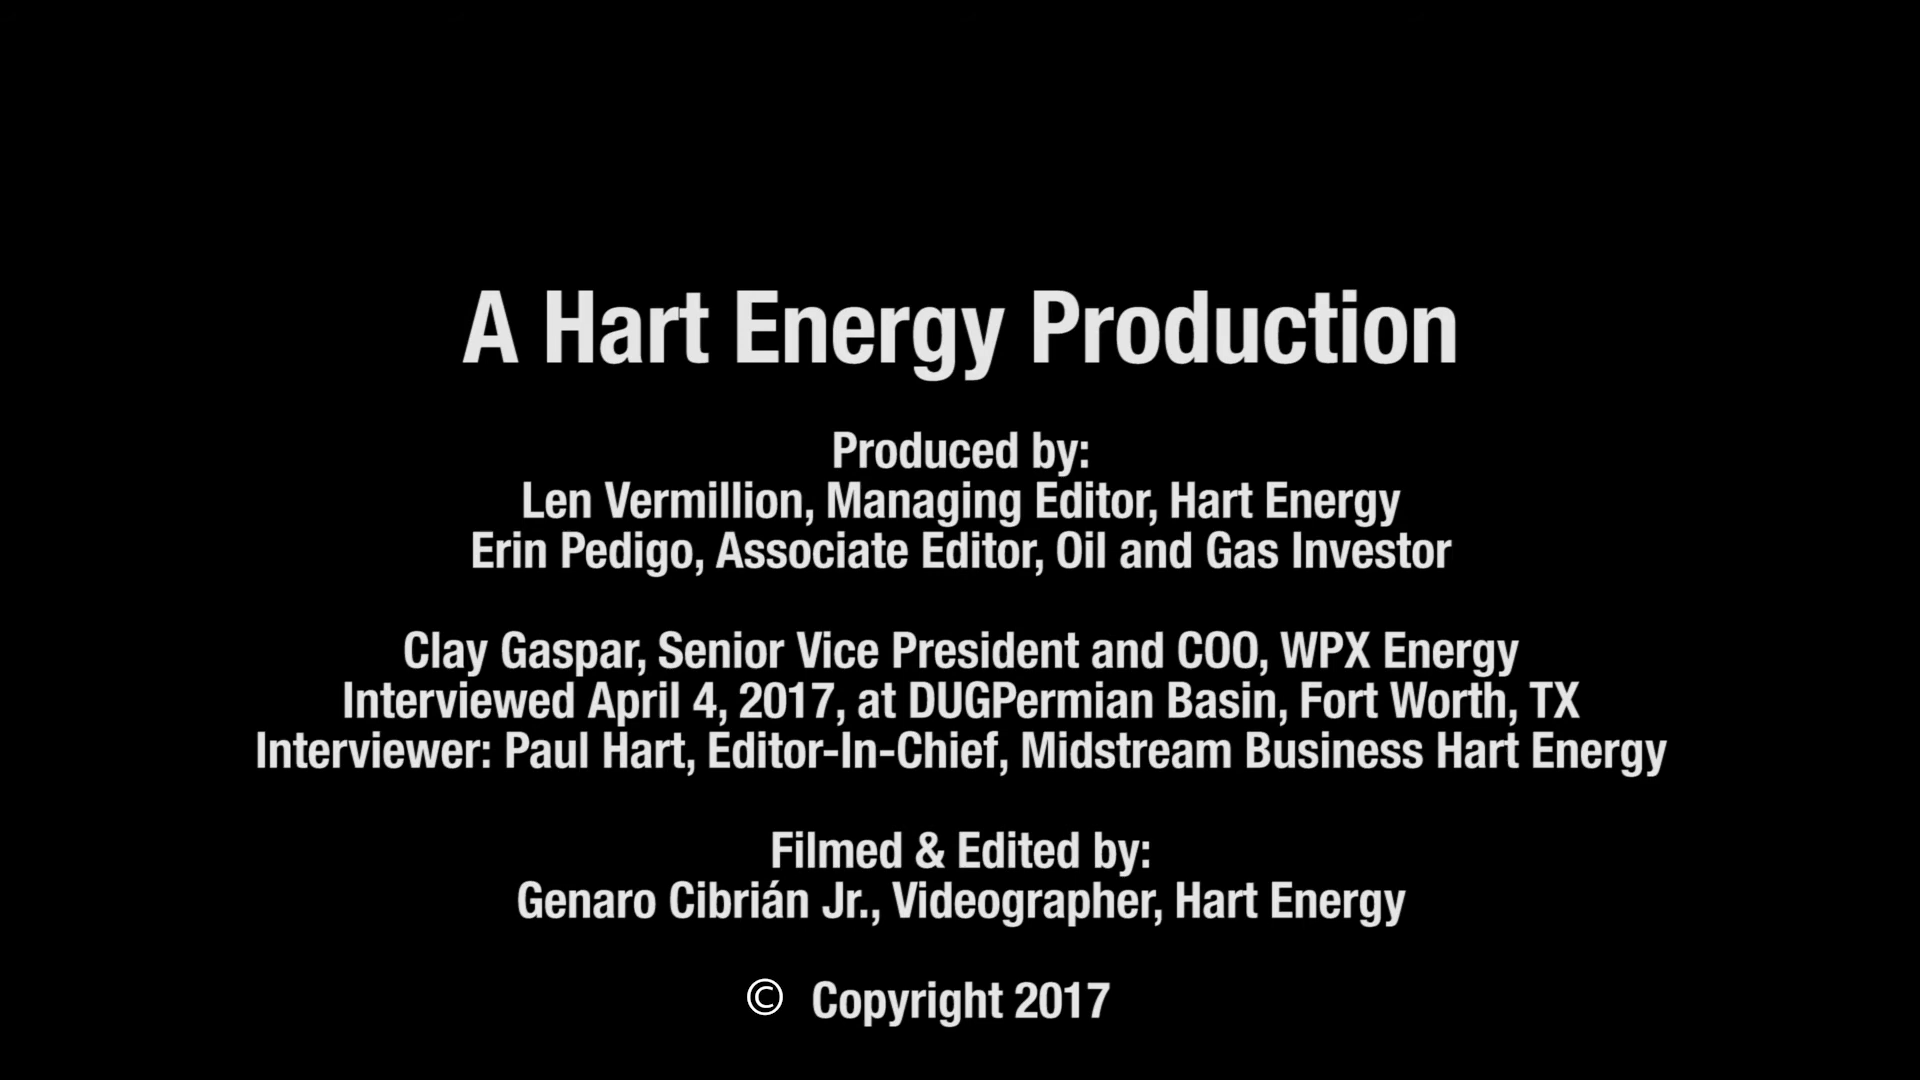 A Hart Energy Production
Produced by:
Len Vermillion, Managing Editor, Hart Energy
Erin Pedigo, Associate Editor, Oil and Gas Investor
Clay Gaspar, Senior Vice President and COO, WPX Energy
Interviewed April 4, 2017, at DUGPermian Basin, Fort Worth, TX
Interviewer: Paul Hart, Editor-In-Chief, Midstream Business Hart Energy
Filmed & Edited by:
Genaro Cibrián Jr., Videographer, Hart Energy
© Copyright 2017